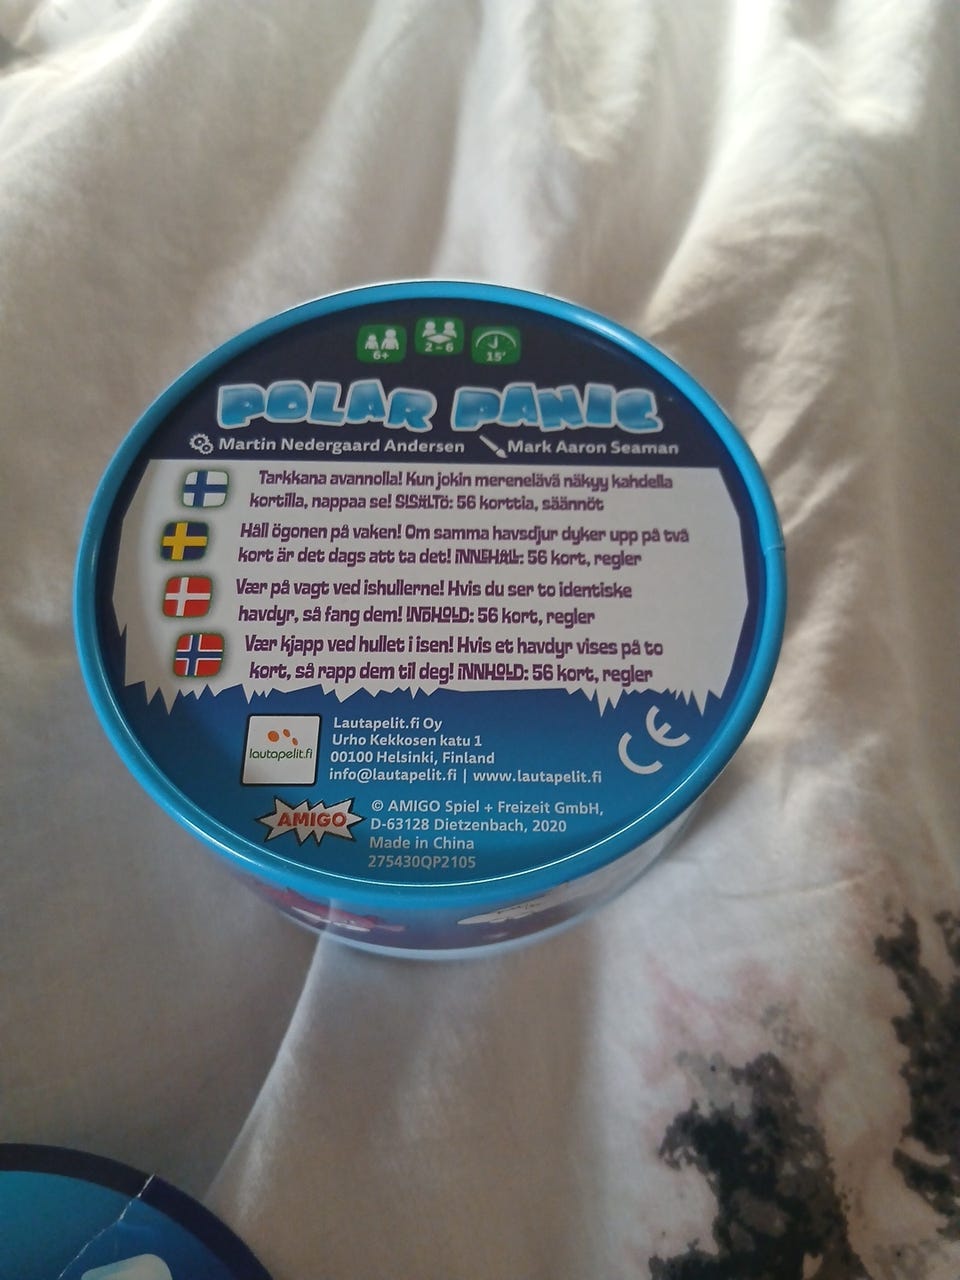 6+
2-6
15'
POLAR PANIC
Martin Nedergaard Andersen Mark Aaron Seaman
Tarkkana avannolla! Kun jokin merenelävä näkyy kahdella
kortilla, nappaa se! SISÄLTÖ: 56 korttia, säännöt
Håll ögonen på vaken! Om samma havsdjur dyker upp på två
kort är det dags att ta det! INNEHÅLL: 56 kort, regler
Vær på vagt ved ishullerne! Hvis du ser to identiske
havdyr, så fang dem! INDHOLD: 56 kort, regler
Vær kjapp ved hullet i isen! Hvis et havdyr vises på to
kort, så rapp dem til deg! INNHOLD: 56 kort, regler
lautapelit.fi
Lautapelit.fi Oy
Urho Kekkosen katu 1
00100 Helsinki, Finland
info@lautapelit.fi | www.lautapelit.fi
CE
AMIGO
© AMIGO Spiel + Freizeit GmbH,
D-63128 Dietzenbach, 2020
Made in China
275430QP2105